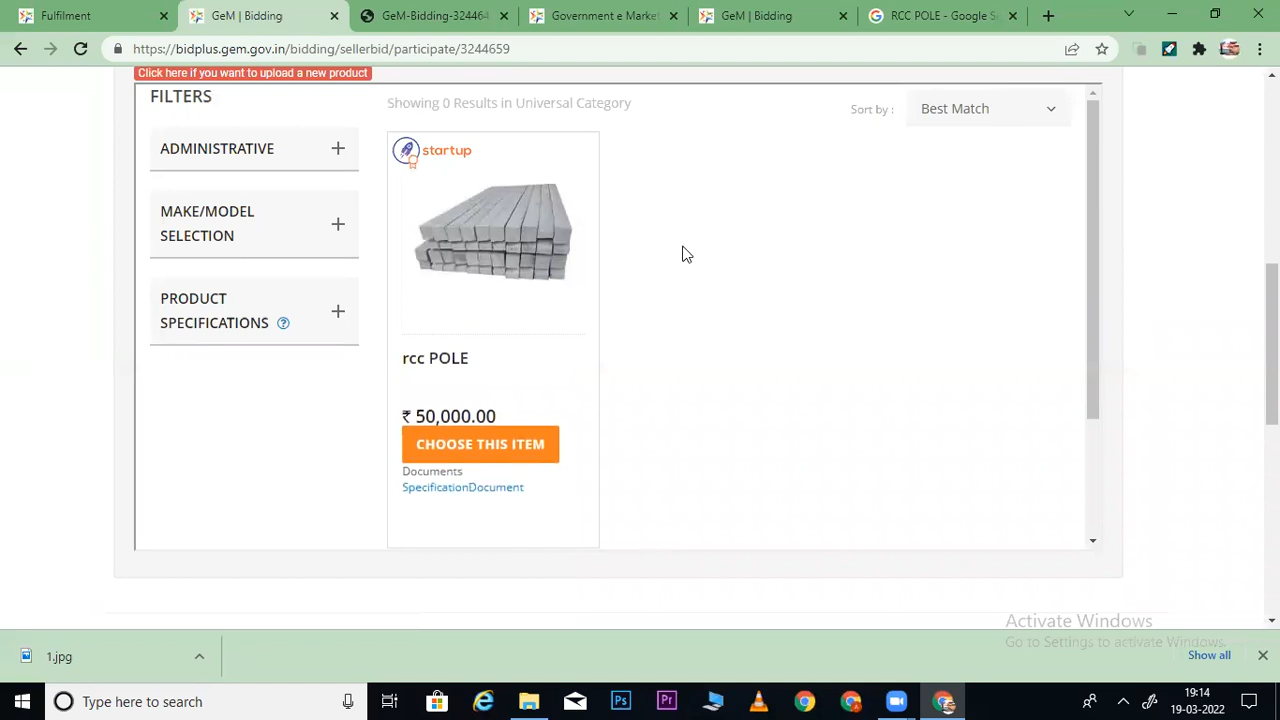 Fulfilment
GeM | Bidding
GeM-Bidding-324464
Government e Market
GeM | Bidding
RCC POLE - Google Se
https://bidplus.gem.gov.in/bidding/sellerbid/participate/3244659
Click here if you want to upload a new product
FILTERS
Showing 0 Results in Universal Category
Sort by :
Best Match
ADMINISTRATIVE
MAKE/MODEL
SELECTION
PRODUCT
SPECIFICATIONS
startup
rcc POLE
₹ 50,000.00
CHOOSE THIS ITEM
Documents
SpecificationDocument
Activate Windows
Go to Settings to activate Windows.
1.jpg
Show all
Type here to search
19:14
19-03-2022